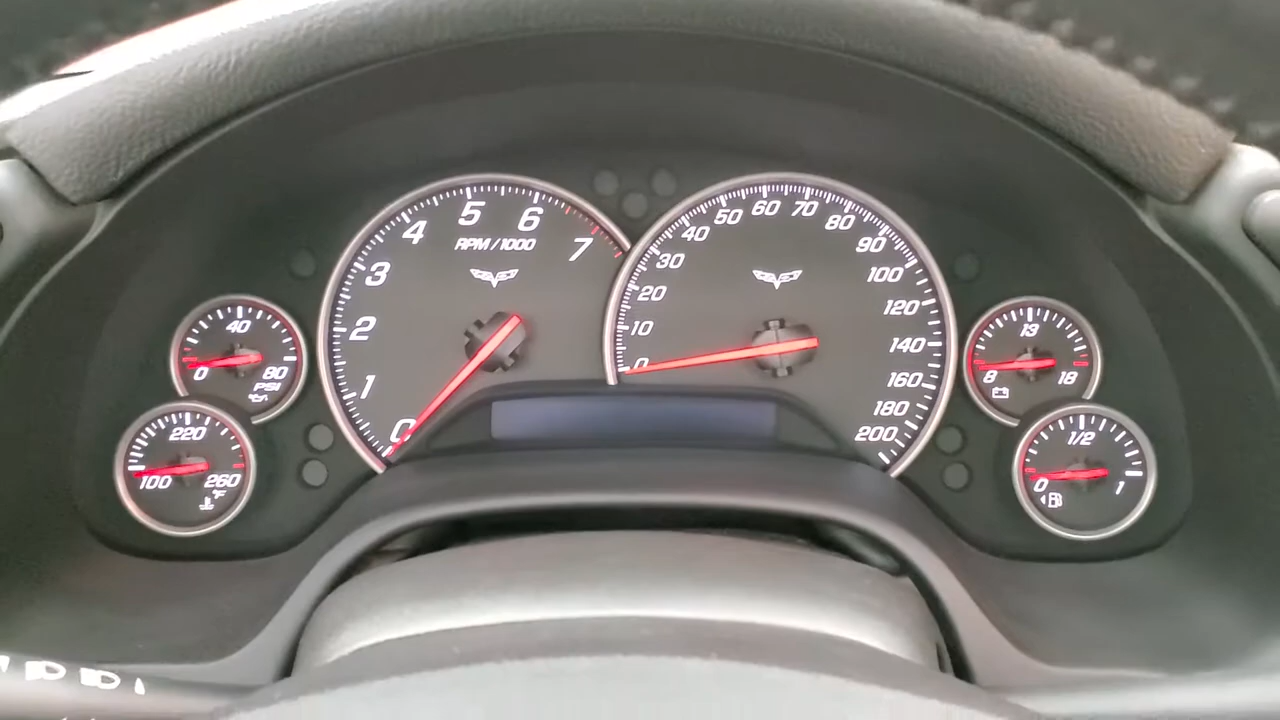 0 1 2 3 4 5 6 7
RPM/1000
0 10 20 30 40 50 60 70 80 90 100 120 140 160 180 200
0 40 80
PSI
100 220 260
°F
8 13 18
0 1/2 1